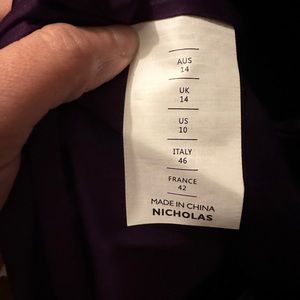 AUS
14
UK
14
US
10
ITALY
46
FRANCE
42
MADE IN CHINA
NICHOLAS